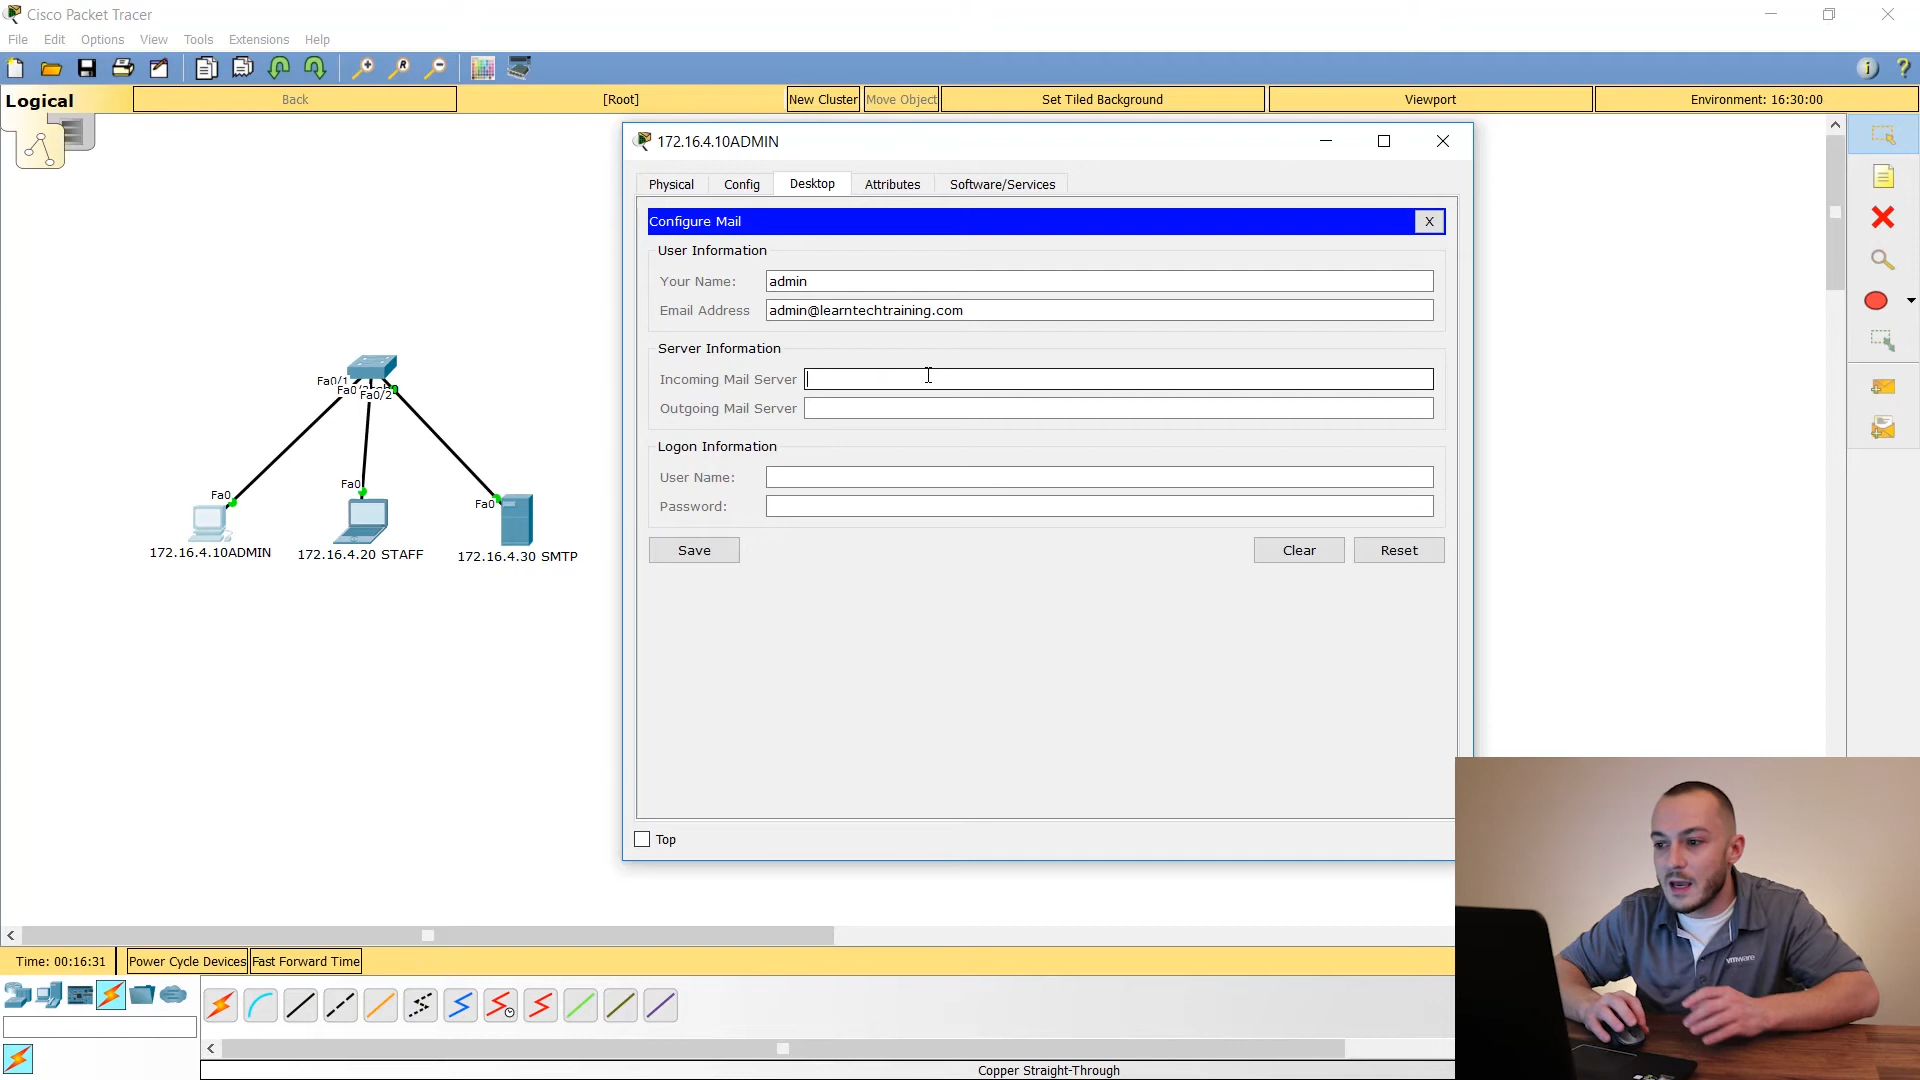 Cisco Packet Tracer
File Edit Options View Tools Extensions Help
Logical
Back
[Root]
New Cluster
Move Object
Set Tiled Background
Viewport
Environment: 16:30:00
172.16.4.10ADMIN
Physical Config Desktop Attributes Software/Services
Configure Mail
X
User Information
Your Name: admin
Email Address admin@learntechtraining.com
Server Information
Incoming Mail Server
Outgoing Mail Server
Logon Information
User Name:
Password:
Save
Clear
Reset
Top
Fa0/1
Fa0/2
Fa0
Fa0
Fa0
172.16.4.10ADMIN
172.16.4.20 STAFF
172.16.4.30 SMTP
vmware
Time: 00:16:31
Power Cycle Devices
Fast Forward Time
Copper Straight-Through